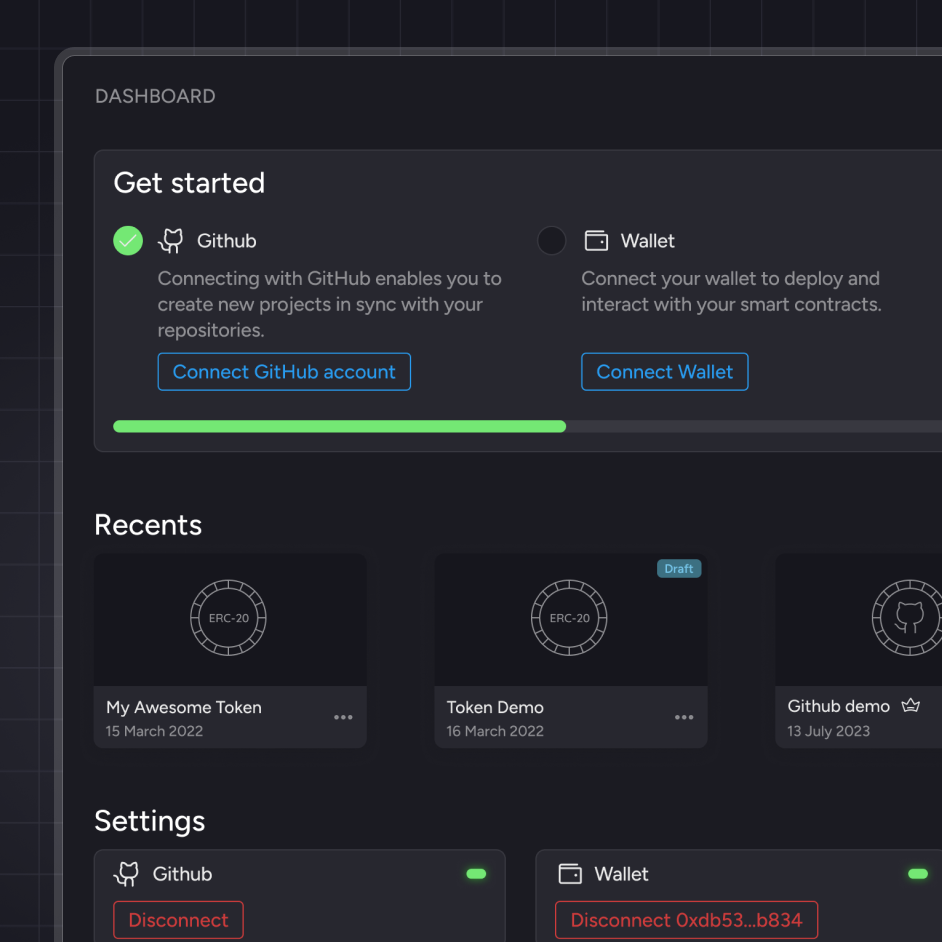 DASHBOARD
Get started
Github
Connecting with GitHub enables you to
create new projects in sync with your
repositories.
Connect GitHub account
Wallet
Connect your wallet to deploy and
interact with your smart contracts.
Connect Wallet
Recents
ERC-20
My Awesome Token
15 March 2022
Draft
ERC-20
Token Demo
16 March 2022
Github demo
13 July 2023
Settings
Github
Disconnect
Wallet
Disconnect 0xdb53...b834